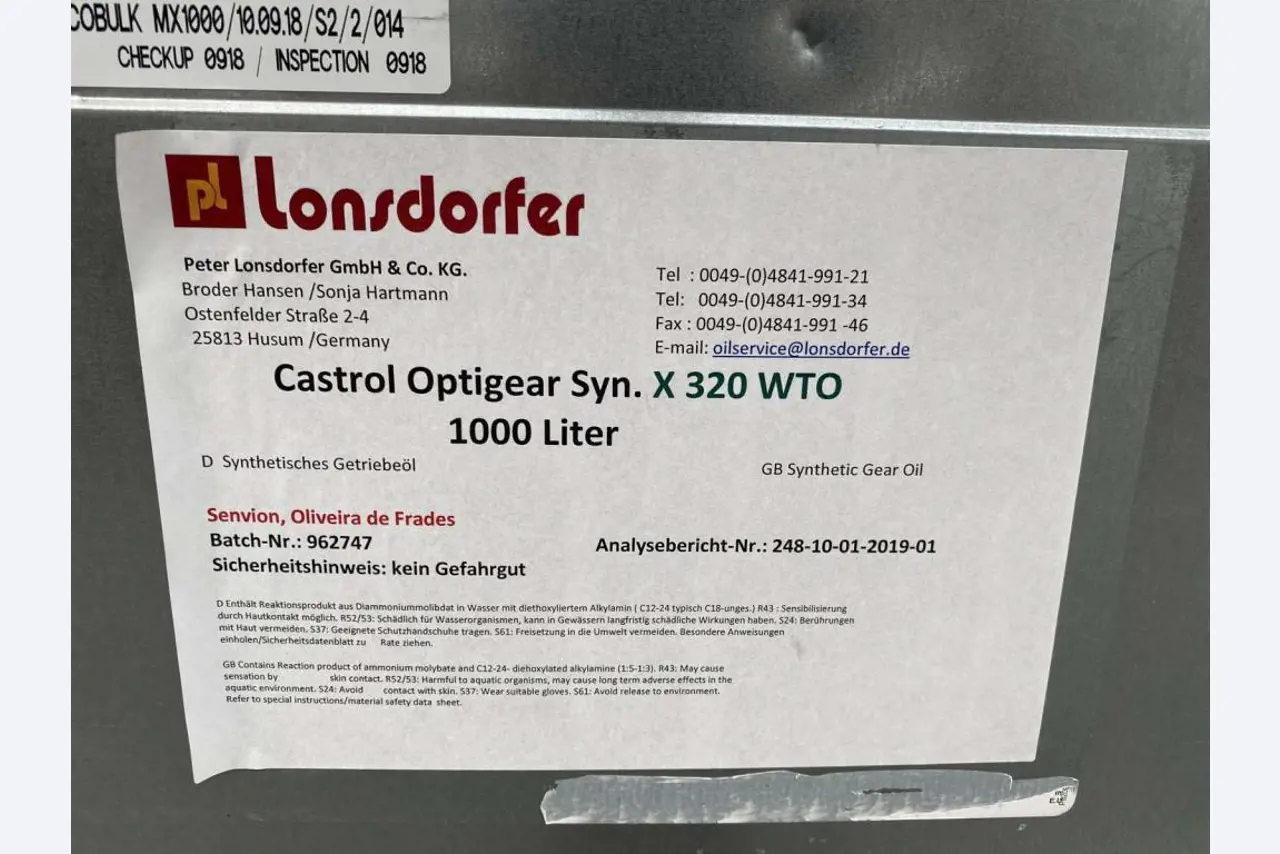 COBULK MX1000/10.09.18/S2/2/014
CHECKUP 0918 / INSPECTION 0918
pl Lonsdorfer
Peter Lonsdorfer GmbH & Co. KG.
Broder Hansen /Sonja Hartmann
Ostenfelder Straße 2-4
25813 Husum /Germany
Tel : 0049-(0)4841-991-21
Tel: 0049-(0)4841-991-34
Fax : 0049-(0)4841-991 -46
E-mail: oilservice@lonsdorfer.de
Castrol Optigear Syn. X 320 WTO
1000 Liter
D Synthetisches Getriebeöl
GB Synthetic Gear Oil
Senvion, Oliveira de Frades
Batch-Nr.: 962747
Analysebericht-Nr.: 248-10-01-2019-01
Sicherheitshinweis: kein Gefahrgut
D Enthält Reaktionsprodukt aus Diammoniummolibdat in Wasser mit diethoxyliertem Alkylamin ( C12-24 typisch C18-unges.) R43 : Sensibilisierung
durch Hautkontakt möglich. R52/53: Schädlich für Wasserorganismen, kann in Gewässern langfristig schädliche Wirkungen haben. S24: Berührungen
mit Haut vermeiden. S37: Geeignete Schutzhandschuhe tragen. S61: Freisetzung in die Umwelt vermeiden. Besondere Anweisungen
einholen/Sicherheitsdatenblatt zu Rate ziehen.
GB Contains Reaction product of ammonium molybate and C12-24- diehoxylated alkylamine (1:5-1:3). R43: May cause
sensation by skin contact. R52/53: Harmful to aquatic organisms, may cause long term adverse effects in the
aquatic environment. S24: Avoid contact with skin. S37: Wear suitable gloves. S61: Avoid release to environment.
Refer to special instructions/material safety data sheet.